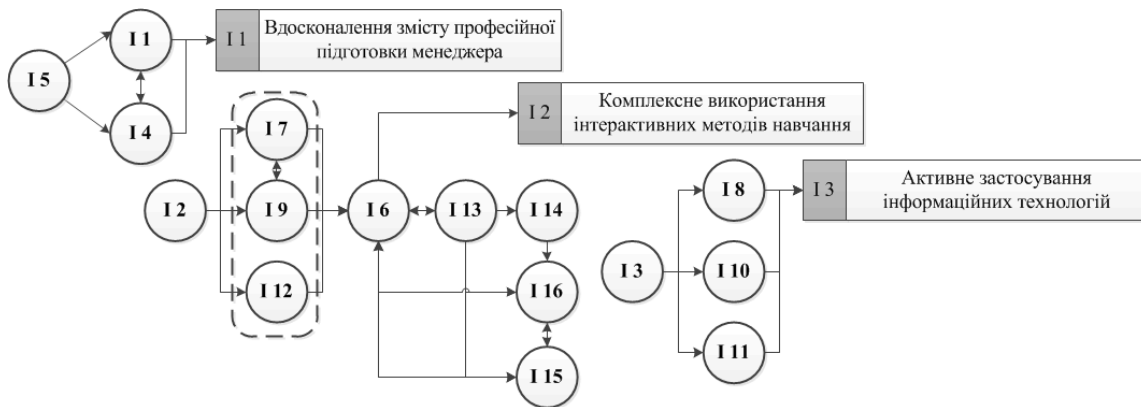 I 1
I 1
Вдосконалення змісту професійної
підготовки менеджера
I 5
I 4
I 2
Комплексне використання
інтерактивних методів навчання
I 7
I 2
I 9
I 6
I 13
I 14
I 12
I 16
I 15
I 8
I 3
Активне застосування
інформаційних технологій
I 3
I 10
I 11